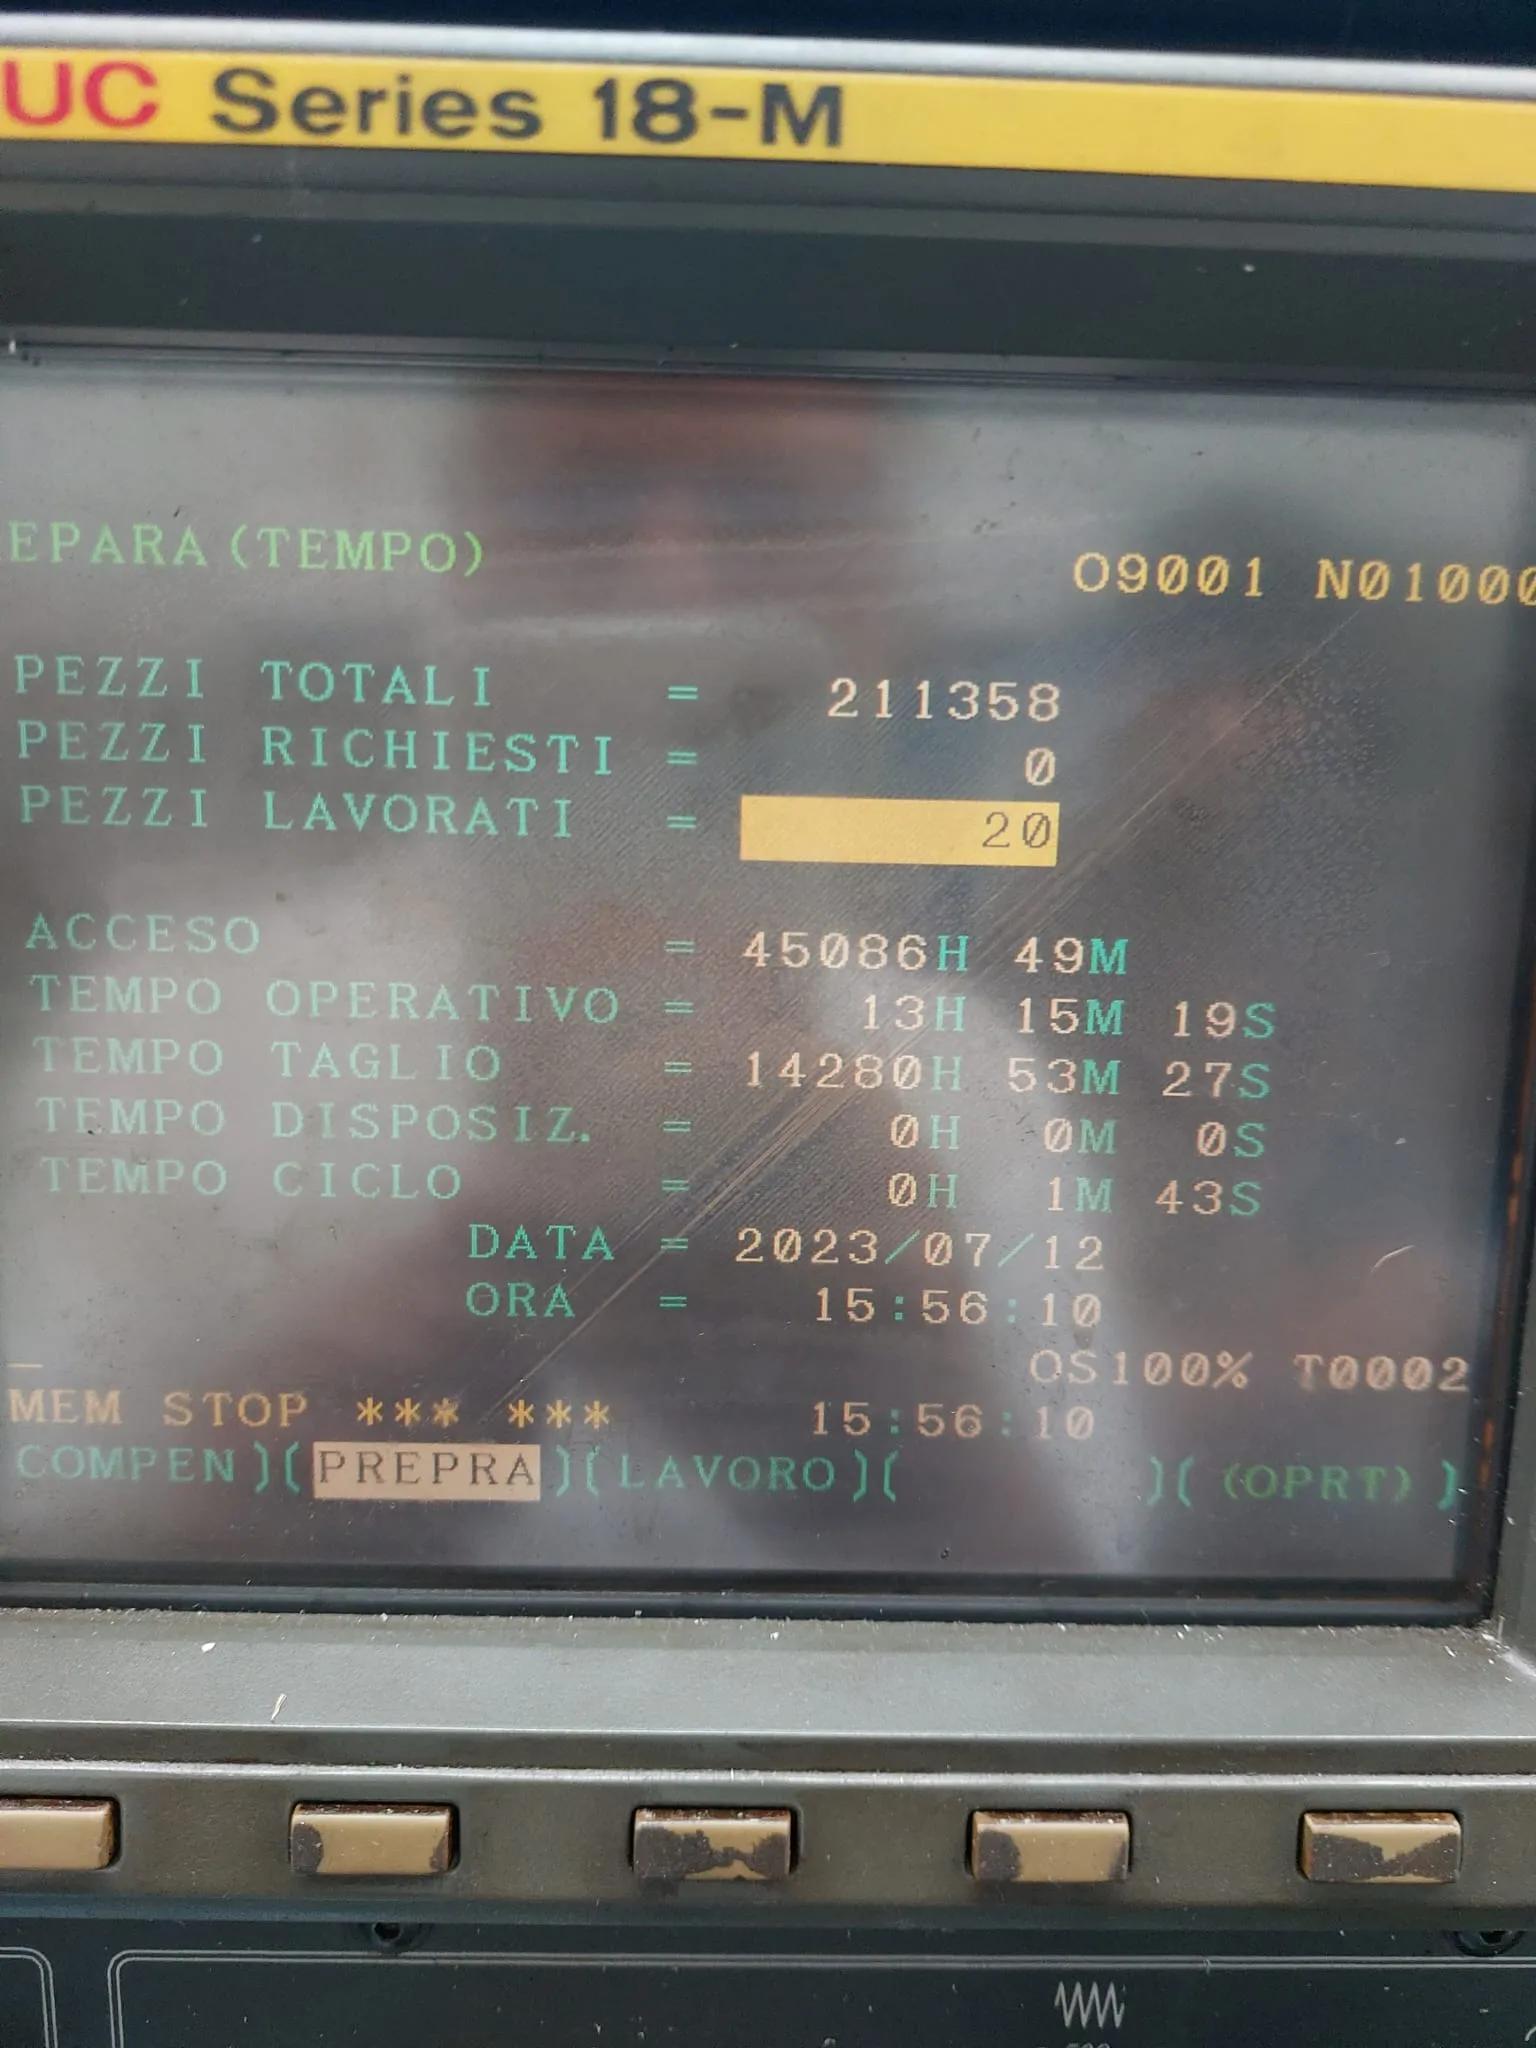 UC Series 18-M
EPARA(TEMPO)
O9001 N01000
PEZZI TOTALI = 211358
PEZZI RICHIESTI = 0
PEZZI LAVORATI = 20
ACCESO = 45086H 49M
TEMPO OPERATIVO = 13H 15M 19S
TEMPO TAGLIO = 14280H 53M 27S
TEMPO DISPOSIZ. = 0H 0M 0S
TEMPO CICLO = 0H 1M 43S
DATA = 2023/07/12
ORA = 15:56:10
OS100% T0002
MEM STOP *** *** 15:56:10
COMPEN )( PREPRA )( LAVORO )( )( (OPRT) )